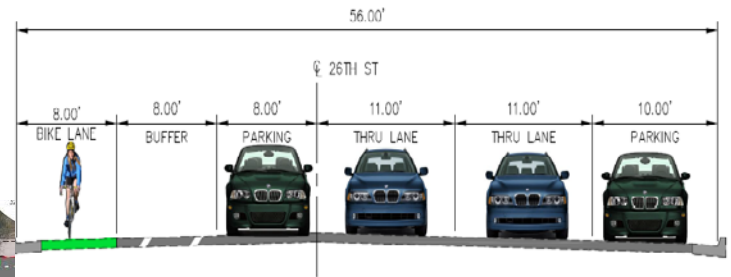 56.00'
℄ 26TH ST
8.00' 8.00' 8.00' 11.00' 11.00' 10.00'
BIKE LANE BUFFER PARKING THRU LANE THRU LANE PARKING